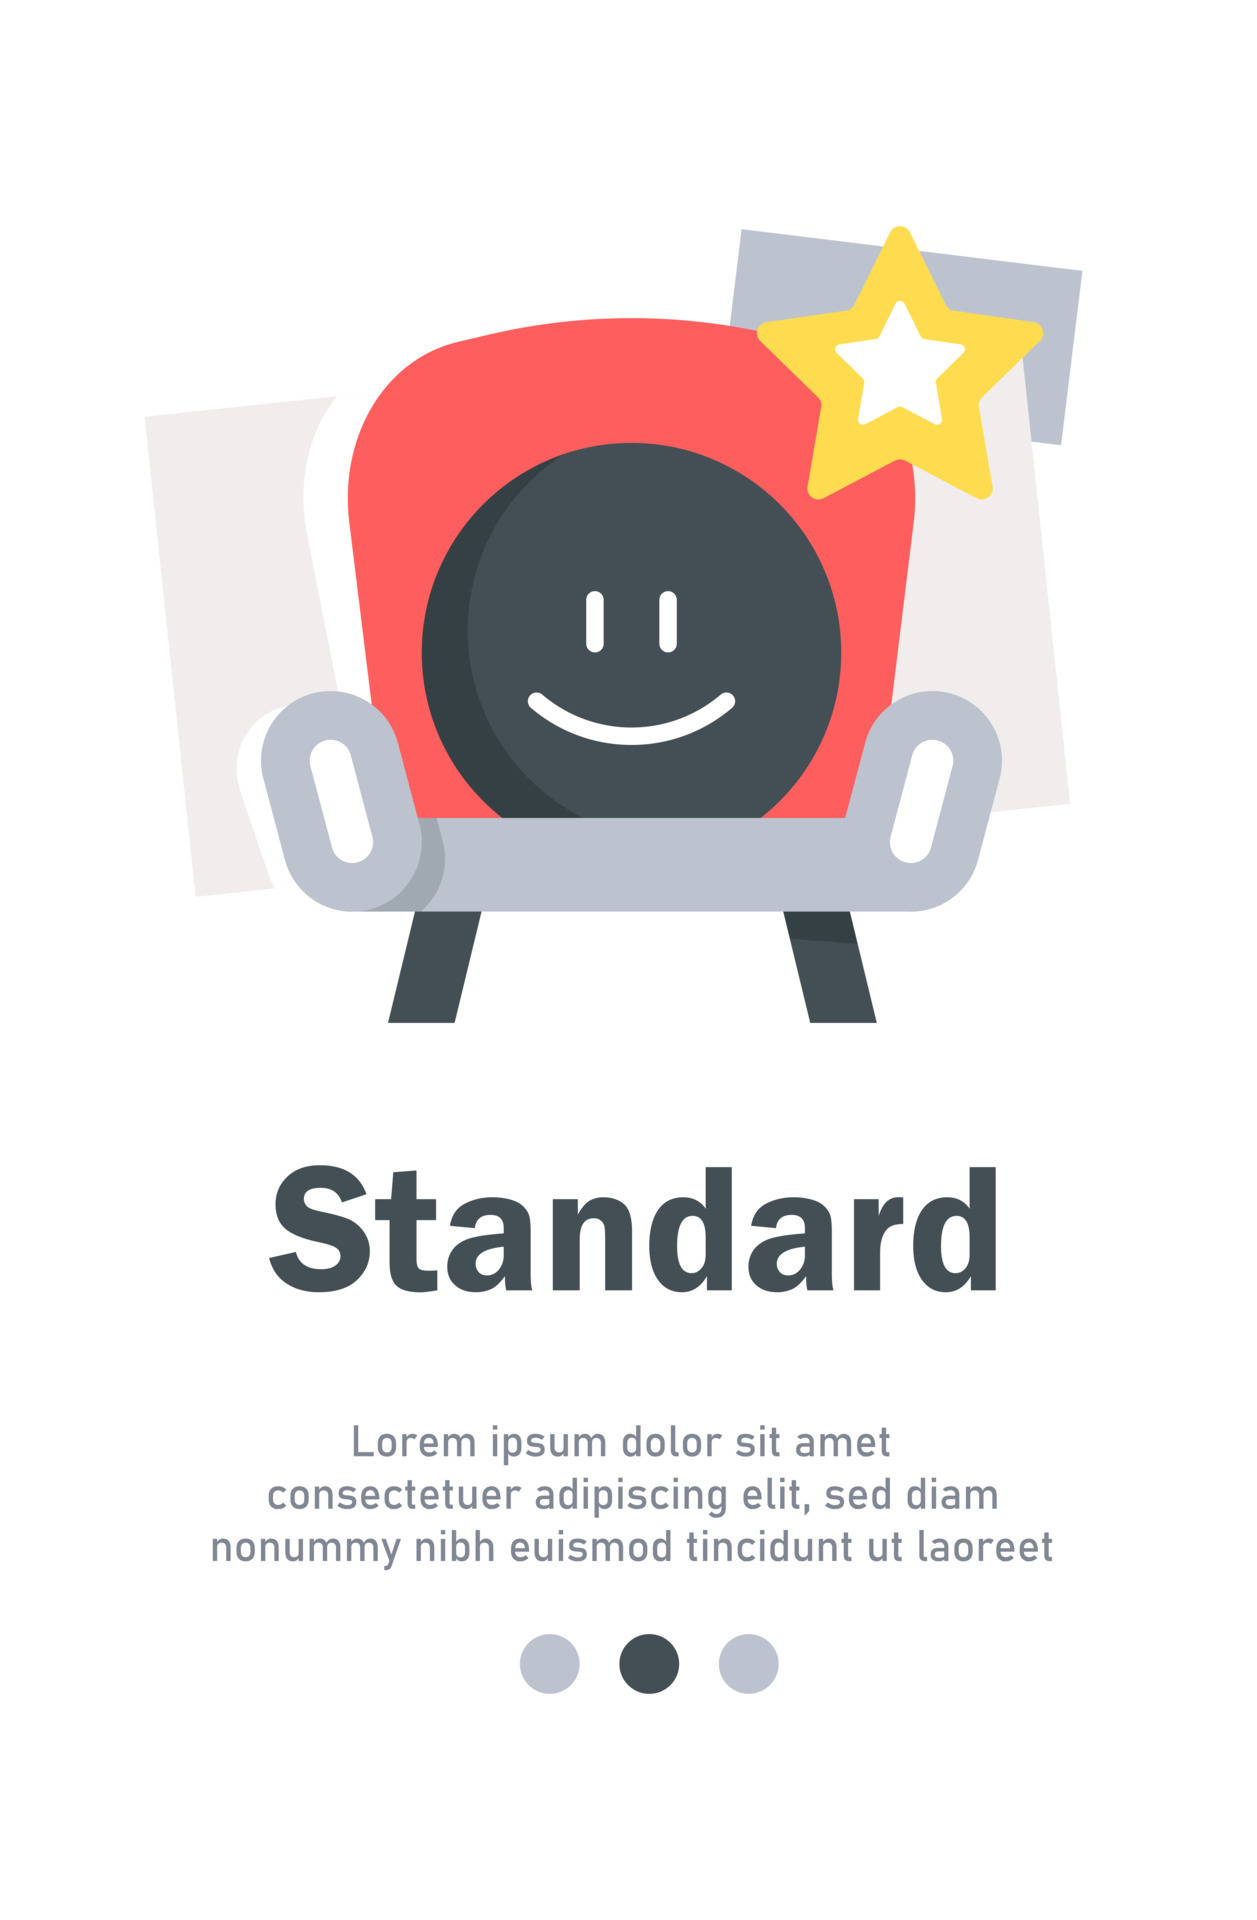 Standard
Lorem ipsum dolor sit amet
consectetuer adipiscing elit, sed diam
nonummy nibh euismod tincidunt ut laoreet